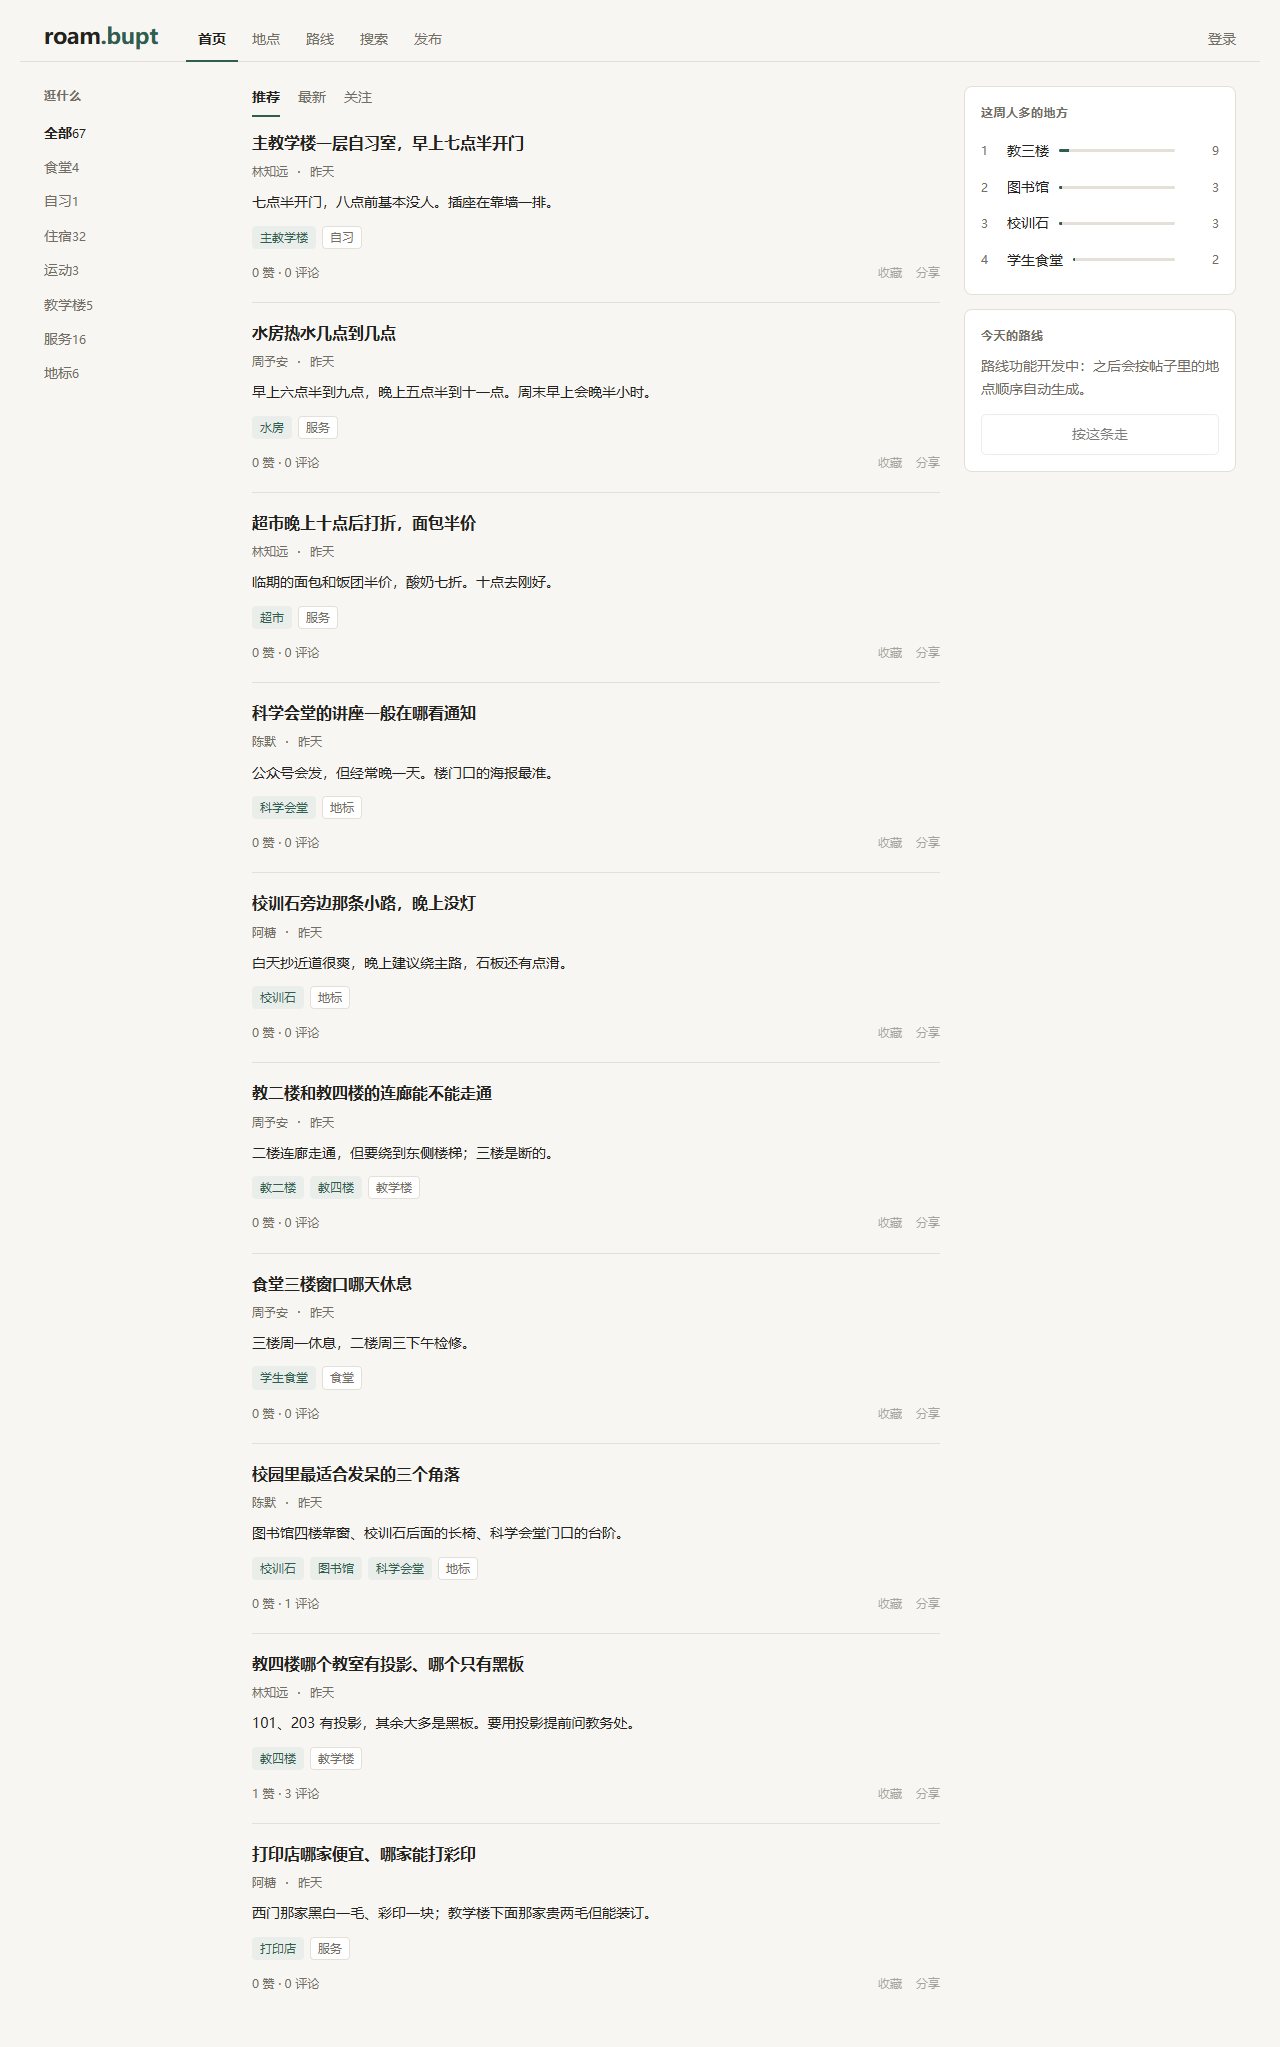 roam.bupt
首页
地点
路线
搜索
发布
登录
逛什么
全部67
食堂4
自习1
住宿32
运动3
教学楼5
服务16
地标6
推荐
最新
关注
主教学楼一层自习室，早上七点半开门
林知远 · 昨天
七点半开门，八点前基本没人。插座在靠墙一排。
主教学楼
自习
0 赞 · 0 评论
收藏
分享
水房热水几点到几点
周予安 · 昨天
早上六点半到九点，晚上五点半到十一点。周末早上会晚半小时。
水房
服务
0 赞 · 0 评论
收藏
分享
超市晚上十点后打折，面包半价
林知远 · 昨天
临期的面包和饭团半价，酸奶七折。十点去刚好。
超市
服务
0 赞 · 0 评论
收藏
分享
科学会堂的讲座一般在哪看通知
陈默 · 昨天
公众号会发，但经常晚一天。楼门口的海报最准。
科学会堂
地标
0 赞 · 0 评论
收藏
分享
校训石旁边那条小路，晚上没灯
阿糖 · 昨天
白天抄近道很爽，晚上建议绕主路，石板还有点滑。
校训石
地标
0 赞 · 0 评论
收藏
分享
教二楼和教四楼的连廊能不能走通
周予安 · 昨天
二楼连廊走通，但要绕到东侧楼梯；三楼是断的。
教二楼
教四楼
教学楼
0 赞 · 0 评论
收藏
分享
食堂三楼窗口哪天休息
周予安 · 昨天
三楼周一休息，二楼周三下午检修。
学生食堂
食堂
0 赞 · 0 评论
收藏
分享
校园里最适合发呆的三个角落
陈默 · 昨天
图书馆四楼靠窗、校训石后面的长椅、科学会堂门口的台阶。
校训石
图书馆
科学会堂
地标
0 赞 · 1 评论
收藏
分享
教四楼哪个教室有投影、哪个只有黑板
林知远 · 昨天
101、203 有投影，其余大多是黑板。要用投影提前问教务处。
教四楼
教学楼
1 赞 · 3 评论
收藏
分享
打印店哪家便宜、哪家能打彩印
阿糖 · 昨天
西门那家黑白一毛、彩印一块；教学楼下面那家贵两毛但能装订。
打印店
服务
0 赞 · 0 评论
收藏
分享
这周人多的地方
1 教三楼 9
2 图书馆 3
3 校训石 3
4 学生食堂 2
今天的路线
路线功能开发中：之后会按帖子里的地
点顺序自动生成。
按这条走